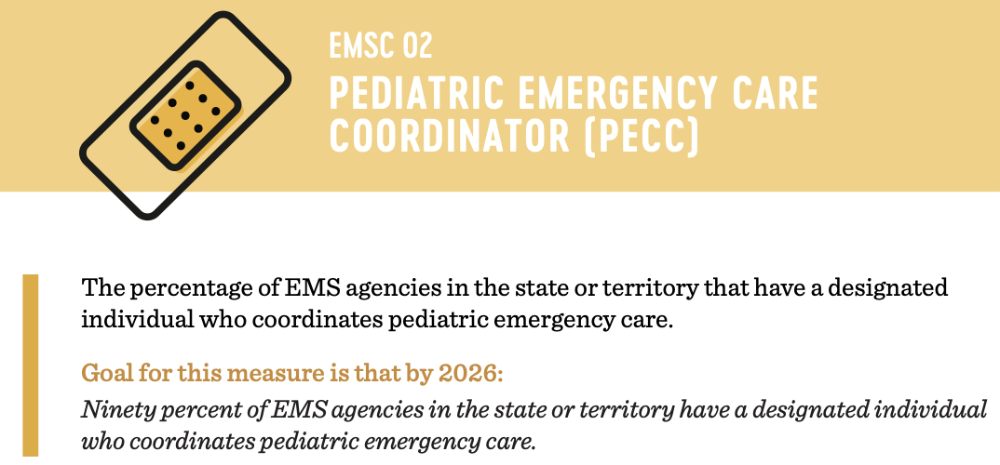 EMSC 02
PEDIATRIC EMERGENCY CARE
COORDINATOR (PECC)
The percentage of EMS agencies in the state or territory that have a designated
individual who coordinates pediatric emergency care.
Goal for this measure is that by 2026:
Ninety percent of EMS agencies in the state or territory have a designated individual
who coordinates pediatric emergency care.